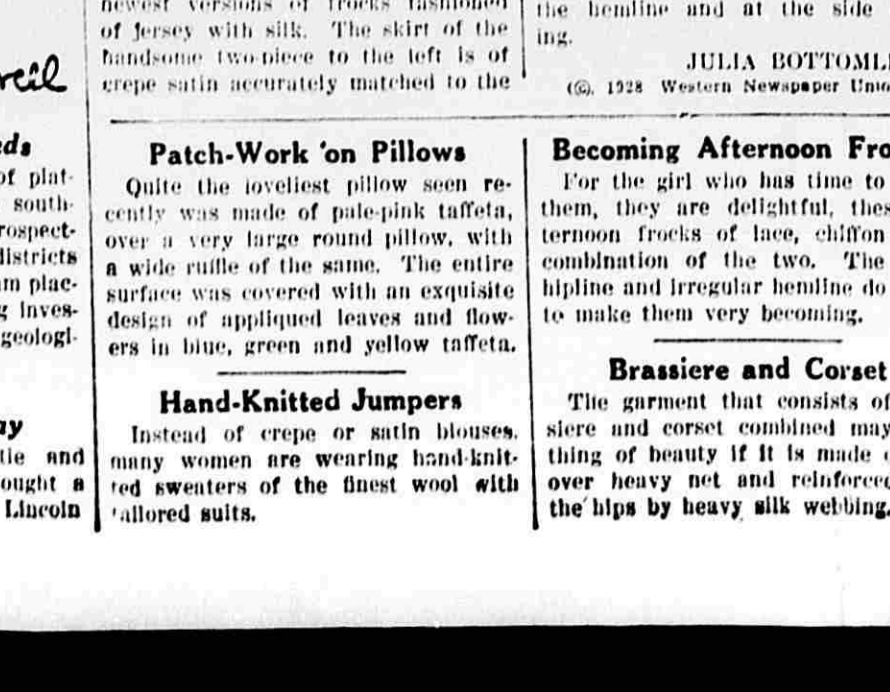 newest versions of frocks fashioned
of jersey with silk. The skirt of the
handsome two-piece to the left is of
crepe satin accurately matched to the
Patch-Work 'on Pillows
Quite the loveliest pillow seen re-
cently was made of pale-pink taffeta,
over a very large round pillow, with
a wide ruffle of the same. The entire
surface was covered with an exquisite
design of appliqued leaves and flow-
ers in blue, green and yellow taffeta.
Hand-Knitted Jumpers
Instead of crepe or satin blouses,
many women are wearing hand-knit-
ted sweaters of the finest wool with
tailored suits.
the hemline and at the side
ing.
JULIA BOTTOMLE
(©, 1928 Western Newspaper Unio
Becoming Afternoon Fro
For the girl who has time to
them, they are delightful, thes
ternoon frocks of lace, chiffon
combination of the two. The
hipline and irregular hemline do
to make them very becoming.
Brassiere and Corset
The garment that consists of
siere and corset combined may
thing of beauty if it is made
over heavy net and reinforced
the hips by heavy silk webbing.
eds
of plat-
south-
rospect-
districts
m plac-
g inves-
geologi-
ay
tie and
ought a
Lincoln